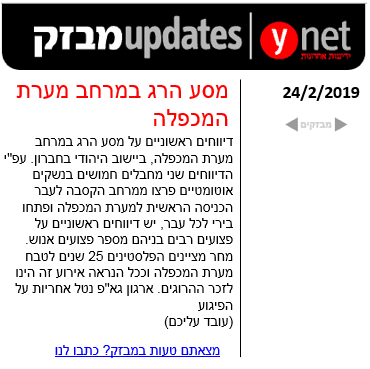 מבזק updates | ynet
ידיעות אחרונות
24/2/2019
מבזקים
מסע הרג במרחב מערת
המכפלה
דיווחים ראשוניים על מסע הרג במרחב
מערת המכפלה, ביישוב היהודי בחברון. עפ"י
הדיווחים שני מחבלים חמושים בנשקים
אוטומטיים פרצו ממרחב הקסבה לעבר
הכניסה הראשית למערת המכפלה ופתחו
בירי לכל עבר, יש דיווחים ראשוניים על
פצועים רבים בניהם מספר פצועים אנוש.
מחר מציינים הפלסטינים 25 שנים לטבח
מערת המכפלה וככל הנראה אירוע זה הינו
לזכר ההרוגים. ארגון גא"פ נטל אחריות על
הפיגוע
(עובד עליכם)
מצאתם טעות במבזק? כתבו לנו